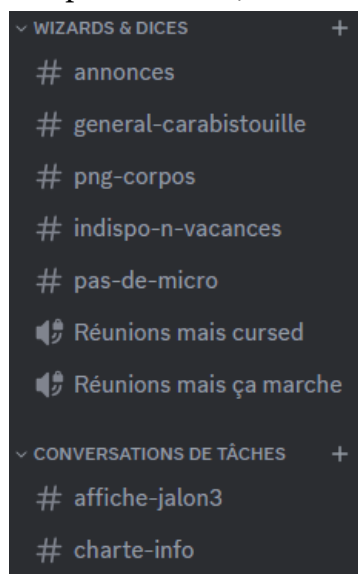 WIZARDS & DICES +
# annonces
# general-carabistouille
# png-corpos
# indispo-n-vacances
# pas-de-micro
Réunions mais cursed
Réunions mais ça marche
CONVERSATIONS DE TÂCHES +
# affiche-jalon3
# charte-info